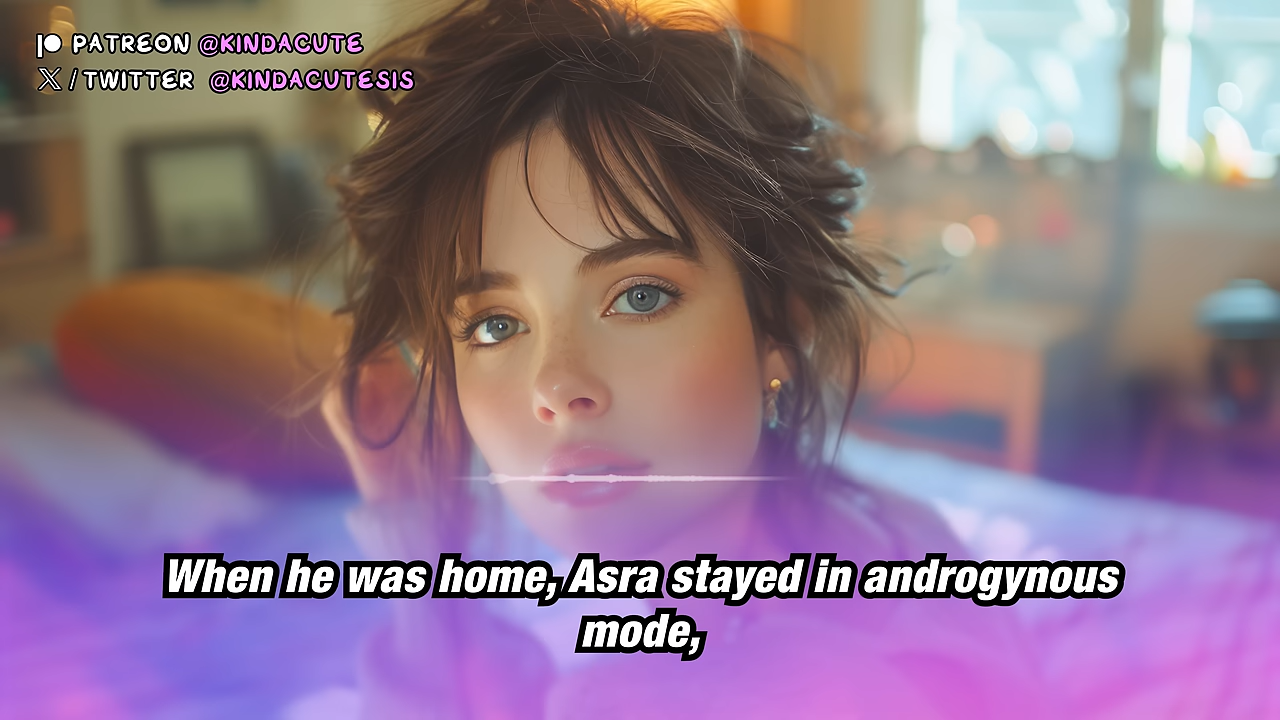 PATREON @KINDACUTE
X / TWITTER @KINDACUTESIS
When he was home, Asra stayed in androgynous
mode,